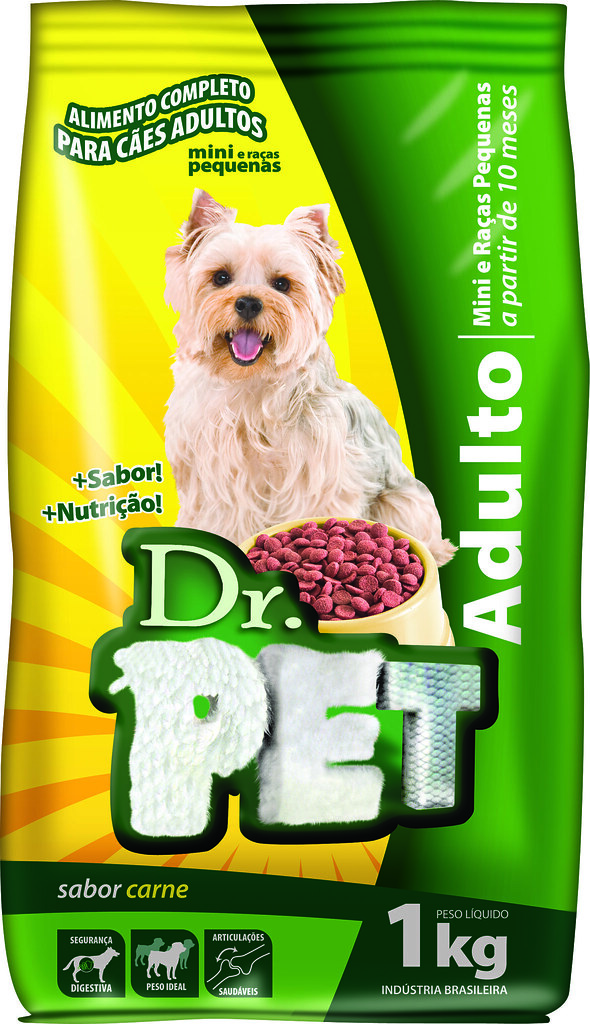 ALIMENTO COMPLETO
PARA CÃES ADULTOS
mini e raças
pequenas
Adulto
Mini e Raças Pequenas
a partir de 10 meses
+Sabor!
+Nutrição!
Dr.
PET
sabor carne
SEGURANÇA
DIGESTIVA
PESO IDEAL
ARTICULAÇÕES
SAUDÁVEIS
PESO LÍQUIDO
1kg
INDÚSTRIA BRASILEIRA